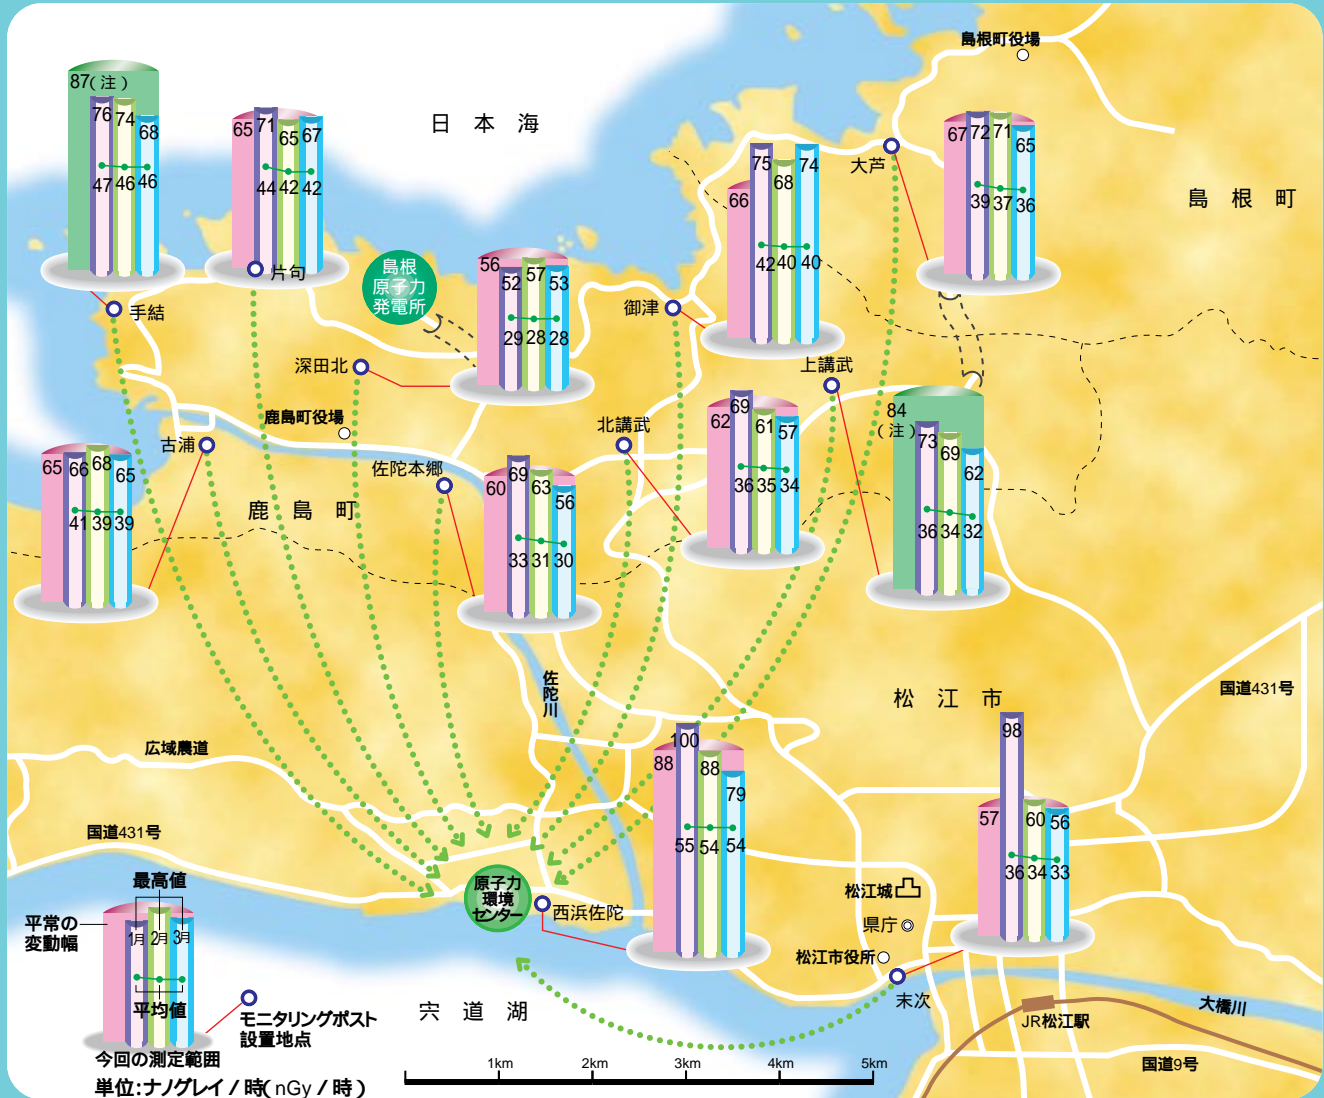 島根町役場
87(注)
76
74
68
47
46
46
手結
65
71
65
67
44
42
42
片句
日 本 海
島根
原子力
発電所
56
52
57
53
29
28
28
深田北
66
75
68
74
42
40
40
御津
大芦
67
72
71
65
39
37
36
島 根 町
上講武
84
(注)
73
69
62
36
34
32
北講武
62
69
61
57
36
35
34
鹿島町役場
古浦
65
66
68
65
41
39
39
鹿 島 町
佐陀本郷
60
69
63
56
33
31
30
佐陀川
松 江 市
国道431号
広域農道
国道431号
88
100
88
79
55
54
54
西浜佐陀
原子力
環境
センター
57
98
60
56
36
34
33
末次
松江城
県庁
松江市役所
大橋川
JR松江駅
国道9号
宍 道 湖
最高値
平常の
変動幅
1月
2月
3月
平均値
モニタリングポスト
設置地点
今回の測定範囲
単位:ナノグレイ/時(nGy/時)
1km
2km
3km
4km
5km